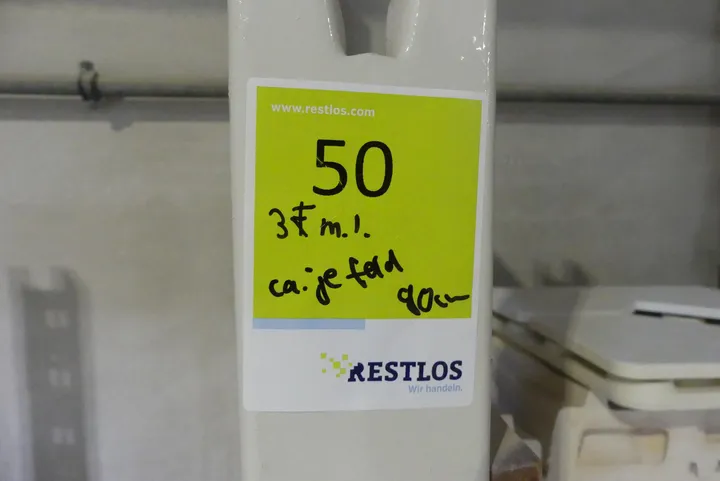 www.restlos.com
50
3 F m.l.
ca. je feld 90cm
RESTLOS
Wir handeln.